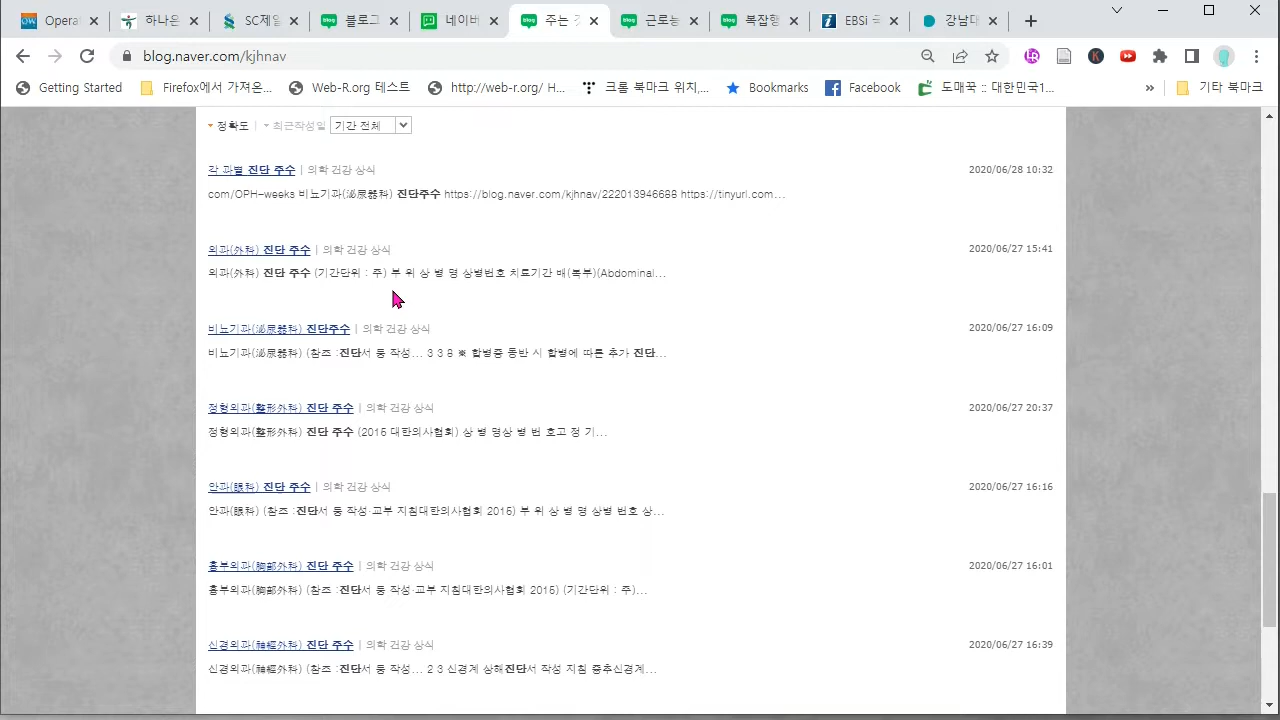 Opera
하나은
SC제일
블로그
네이버
주는
근로능
복잡한
EBSi 국
강남대
blog.naver.com/kjhnav
Getting Started
Firefox에서 가져온...
Web-R.org 테스트
http://web-r.org/ H...
크롬 북마크 위치,...
Bookmarks
Facebook
도매꾹 :: 대한민국1...
»
기타 북마크
정확도 | 최근작성일 기간 전체
각 과별 진단 주수 | 의학 건강 상식 2020/06/28 10:32
com/OPH-weeks 비뇨기과(泌尿器科) 진단주수 https://blog.naver.com/kjhnav/222013946688 https://tinyurl.com...
외과(外科) 진단 주수 | 의학 건강 상식 2020/06/27 15:41
외과(外科) 진단 주수 (기간단위 : 주) 부 위 상 병 명 상병번호 치료기간 배(복부)(Abdominal...
비뇨기과(泌尿器科) 진단주수 | 의학 건강 상식 2020/06/27 16:09
비뇨기과(泌尿器科) (참조 :진단서 등 작성... 3 3 8 ※ 합병증 동반 시 합병에 따른 추가 진단...
정형외과(整形外科) 진단 주수 | 의학 건강 상식 2020/06/27 20:37
정형외과(整形外科) 진단 주수 (2015 대한의사협회) 상 병 명상 병 번 호고 정 기...
안과(眼科) 진단 주수 | 의학 건강 상식 2020/06/27 16:16
안과(眼科) (참조 :진단서 등 작성·교부 지침대한의사협회 2015) 부 위 상 병 명 상병 번호 상...
흉부외과(胸部外科) 진단 주수 | 의학 건강 상식 2020/06/27 16:01
흉부외과(胸部外科) (참조 :진단서 등 작성·교부 지침대한의사협회 2015) (기간단위 : 주)...
신경외과(神經外科) 진단 주수 | 의학 건강 상식 2020/06/27 16:39
신경외과(神經外科) (참조 :진단서 등 작성... 2 3 신경계 상해진단서 작성 지침 중추신경계...